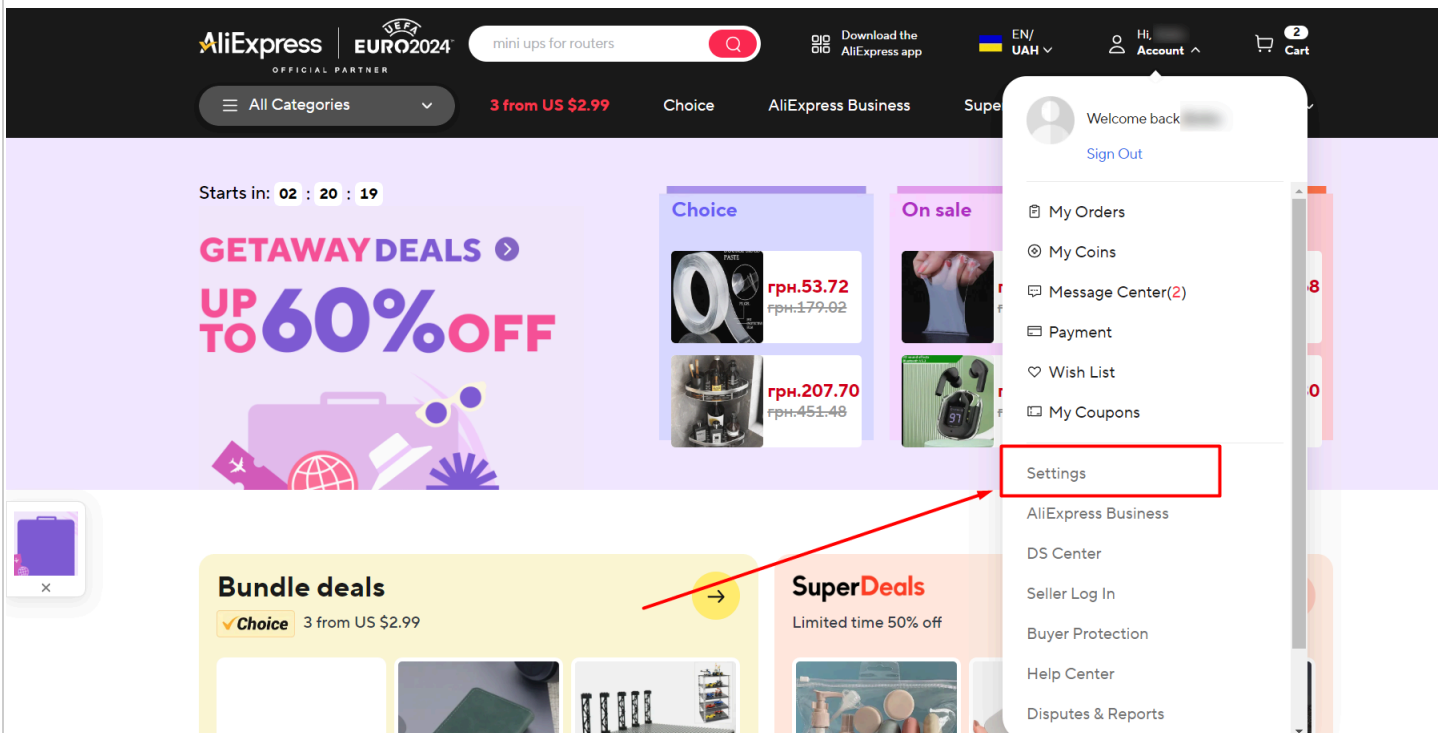 AliExpress
UEFA
EURO2024
OFFICIAL PARTNER
mini ups for routers
Download the
AliExpress app
EN/
UAH
Hi,
Account
2
Cart
All Categories
3 from US $2.99
Choice
AliExpress Business
Supe
Welcome back
Sign Out
My Orders
My Coins
Message Center(2)
Payment
Wish List
My Coupons
Settings
AliExpress Business
DS Center
Seller Log In
Buyer Protection
Help Center
Disputes & Reports
Starts in: 02 : 20 : 19
GETAWAY DEALS
UP TO 60% OFF
Choice
PASTE
грн.53.72
грн.179.02
грн.207.70
грн.451.48
On sale
97
8
0
Bundle deals
Choice 3 from US $2.99
SuperDeals
Limited time 50% off